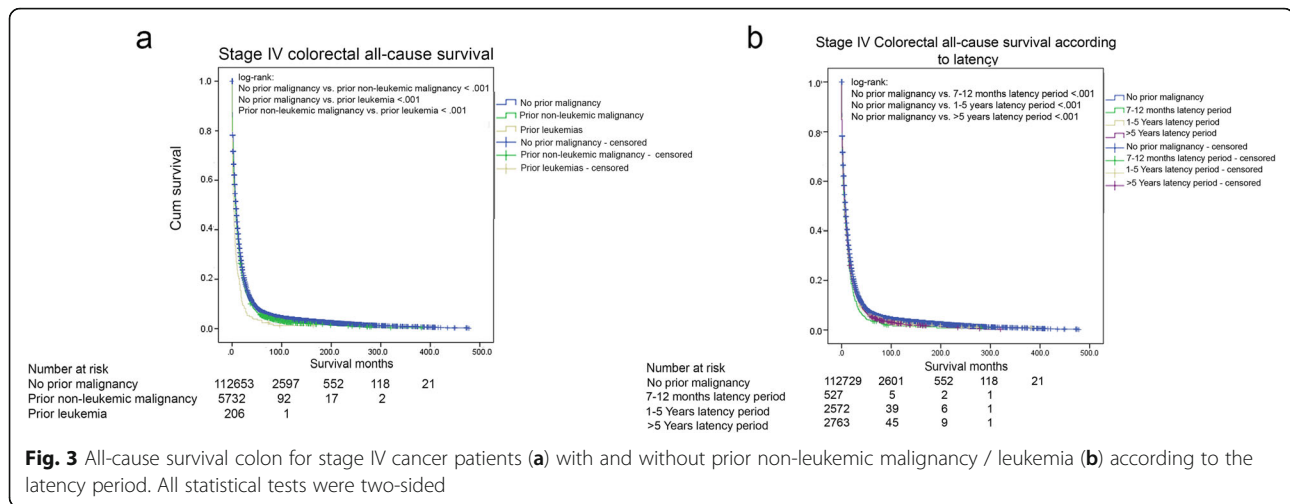 a
Stage IV colorectal all-cause survival
log-rank:
No prior malignancy vs. prior non-leukemic malignancy < .001
No prior malignancy vs. prior leukemia <.001
Prior non-leukemic malignancy vs. prior leukemia < .001
Cum survival
1.0
0.8
0.6
0.4
0.2
0.0
.0 100.0 200.0 300.0 400.0 500.0
Survival months
No prior malignancy
Prior non-leukemic malignancy
Prior leukemias
No prior malignancy - censored
Prior non-leukemic malignancy - censored
Prior leukemias - censored
Number at risk
No prior malignancy 112653 2597 552 118 21
Prior non-leukemic malignancy 5732 92 17 2
Prior leukemia 206 1
b
Stage IV Colorectal all-cause survival according
to latency
log-rank:
No prior malignancy vs. 7-12 months latency period <.001
No prior malignancy vs. 1-5 years latency period <.001
No prior malignancy vs. >5 years latency period <.001
1.0
0.8
0.6
0.4
0.2
0.0
.0 100.0 200.0 300.0 400.0 500.0
Survival months
No prior malignancy
7-12 months latency period
1-5 Years latency period
>5 Years latency period
No prior malignancy - censored
7-12 months latency period - censored
1-5 Years latency period - censored
>5 Years latency period - censored
Number at risk
No prior malignancy 112729 2601 552 118 21
7-12 months latency period 527 5 2 1
1-5 Years latency period 2572 39 6 1
>5 Years latency period 2763 45 9 1
Fig. 3 All-cause survival colon for stage IV cancer patients (a) with and without prior non-leukemic malignancy / leukemia (b) according to the
latency period. All statistical tests were two-sided